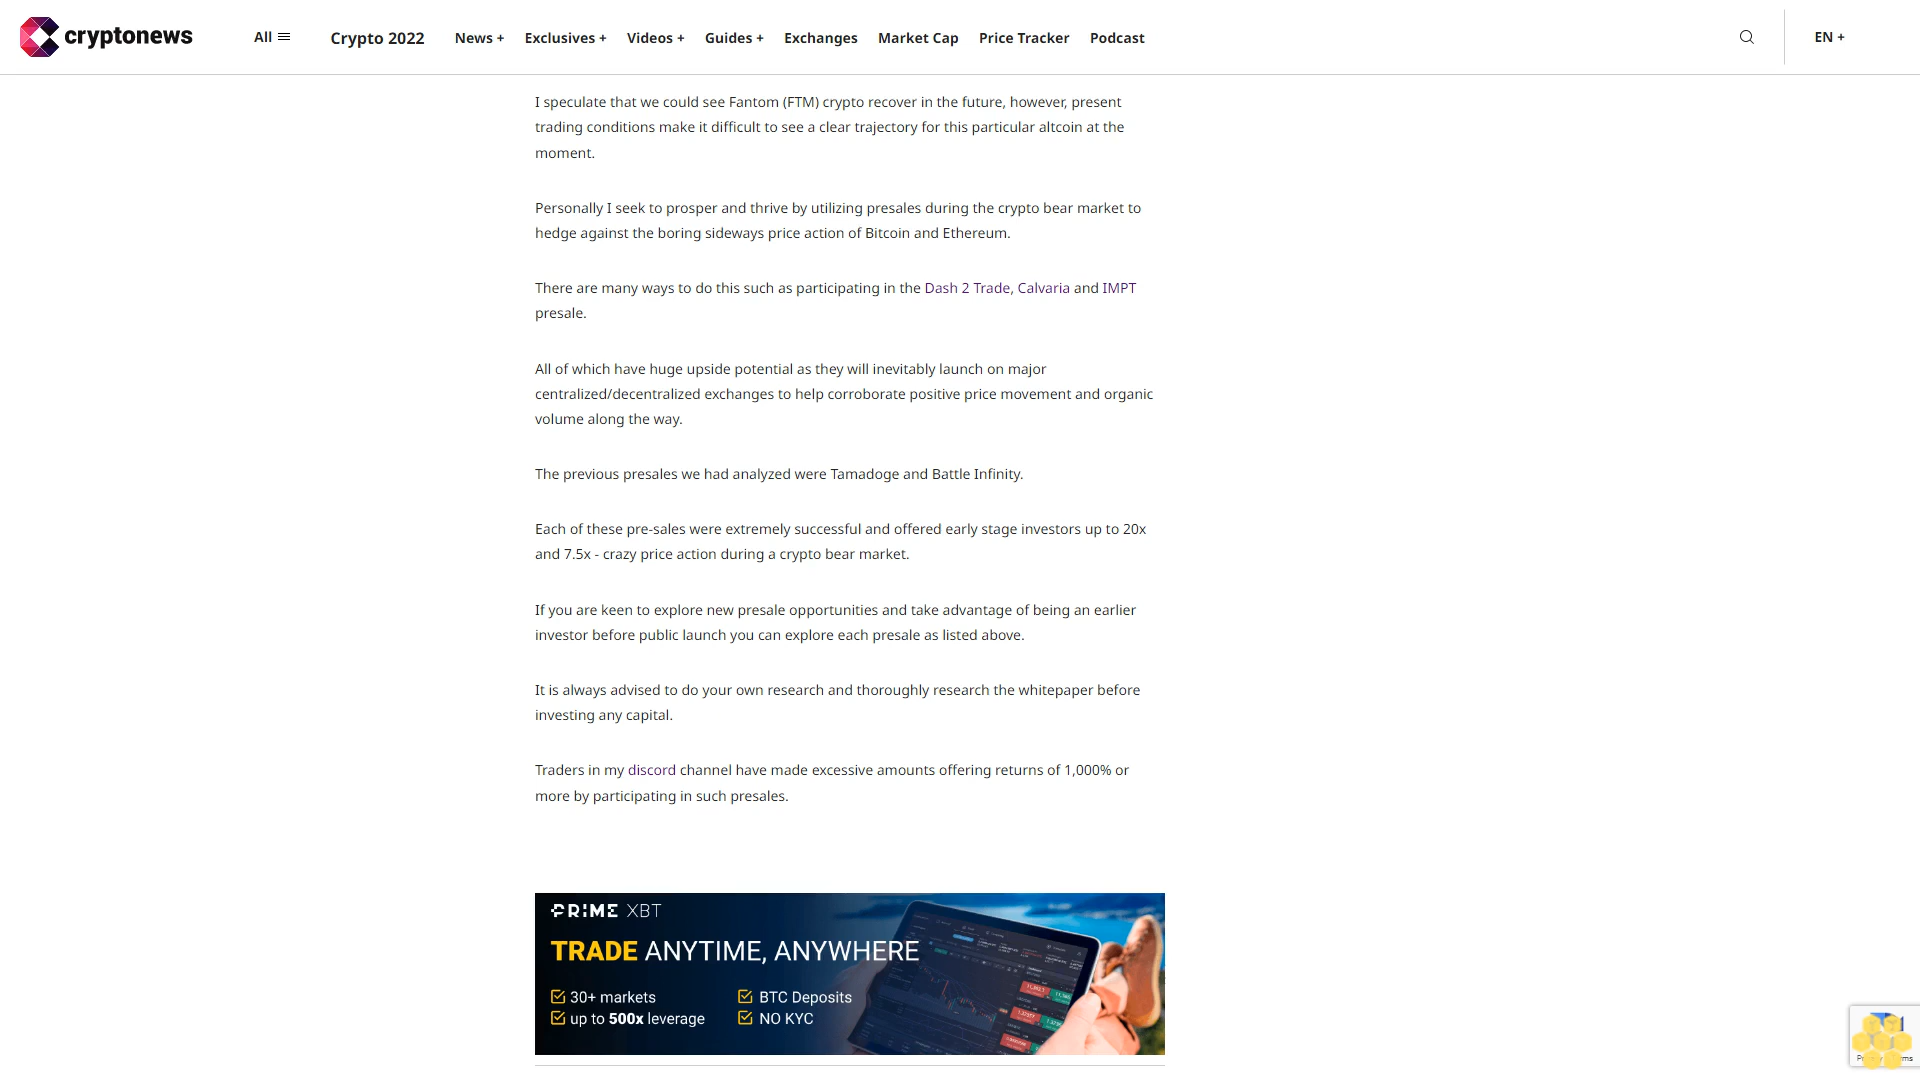 cryptonews
All
Crypto 2022
News +
Exclusives +
Videos +
Guides +
Exchanges
Market Cap
Price Tracker
Podcast
EN +
I speculate that we could see Fantom (FTM) crypto recover in the future, however, present
trading conditions make it difficult to see a clear trajectory for this particular altcoin at the
moment.
Personally I seek to prosper and thrive by utilizing presales during the crypto bear market to
hedge against the boring sideways price action of Bitcoin and Ethereum.
There are many ways to do this such as participating in the Dash 2 Trade, Calvaria and IMPT
presale.
All of which have huge upside potential as they will inevitably launch on major
centralized/decentralized exchanges to help corroborate positive price movement and organic
volume along the way.
The previous presales we had analyzed were Tamadoge and Battle Infinity.
Each of these pre-sales were extremely successful and offered early stage investors up to 20x
and 7.5x - crazy price action during a crypto bear market.
If you are keen to explore new presale opportunities and take advantage of being an earlier
investor before public launch you can explore each presale as listed above.
It is always advised to do your own research and thoroughly research the whitepaper before
investing any capital.
Traders in my discord channel have made excessive amounts offering returns of 1,000% or
more by participating in such presales.
PRIME XBT
TRADE ANYTIME, ANYWHERE
30+ markets
BTC Deposits
up to 500x leverage
NO KYC